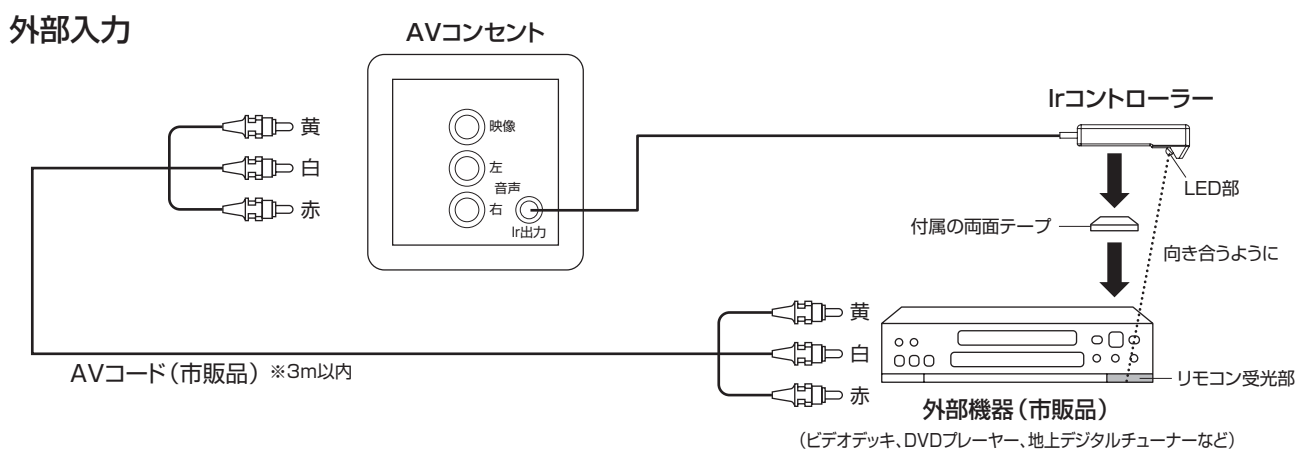 外部入力
AVコンセント
映像
左
音声
右
Ir出力
黄
白
赤
Irコントローラー
LED部
付属の両面テープ
向き合うように
黄
白
赤
AVコード(市販品) ※3m以内
リモコン受光部
外部機器(市販品)
(ビデオデッキ、DVDプレーヤー、地上デジタルチューナーなど)